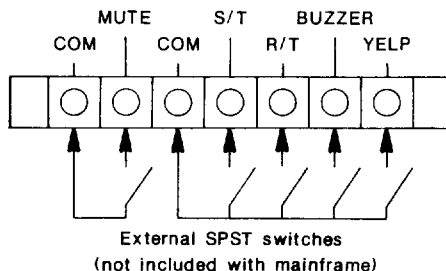 MUTE S/T BUZZER
COM COM R/T YELP
External SPST switches
(not included with mainframe)